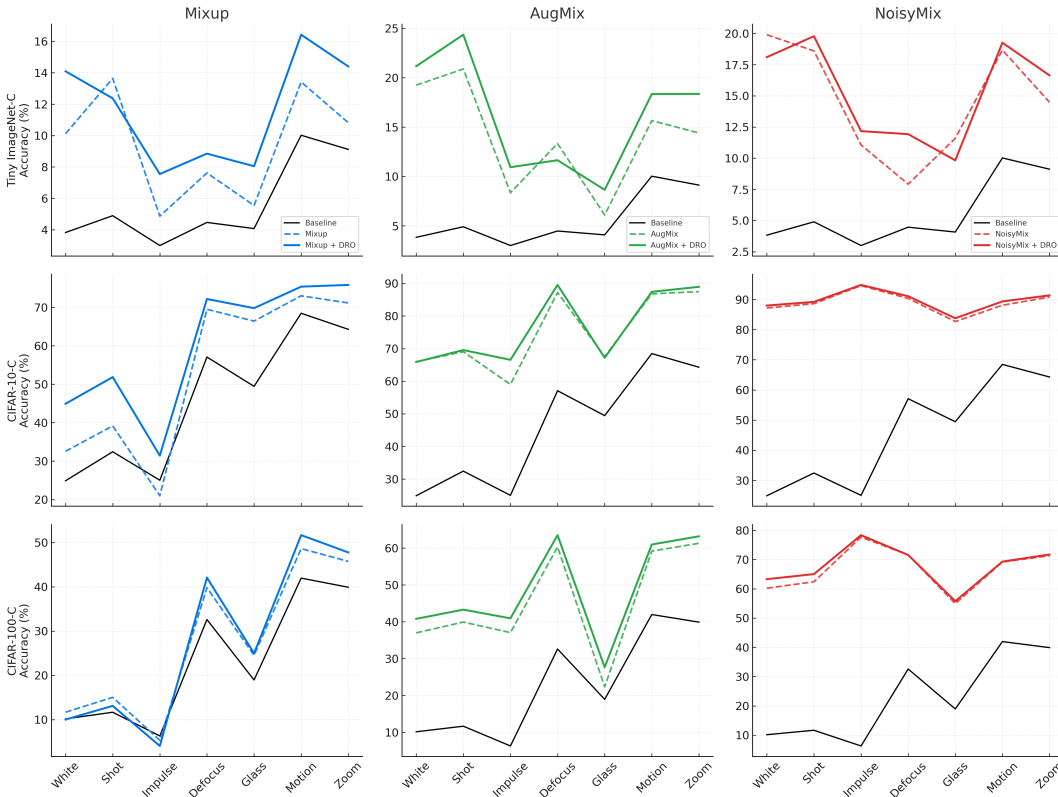 Mixup
AugMix
NoisyMix
Tiny ImageNet-C
Accuracy (%)
16
14
12
10
8
6
4
Baseline
Mixup
Mixup + DRO
25
20
15
10
5
Baseline
AugMix
AugMix + DRO
20.0
17.5
15.0
12.5
10.0
7.5
5.0
2.5
Baseline
NoisyMix
NoisyMix + DRO
CIFAR-10-C
Accuracy (%)
70
60
50
40
30
20
90
80
70
60
50
40
30
90
80
70
60
50
40
30
CIFAR-100-C
Accuracy (%)
50
40
30
20
10
60
50
40
30
20
10
80
70
60
50
40
30
20
10
White
Shot
Impulse
Defocus
Glass
Motion
Zoom
White
Shot
Impulse
Defocus
Glass
Motion
Zoom
White
Shot
Impulse
Defocus
Glass
Motion
Zoom